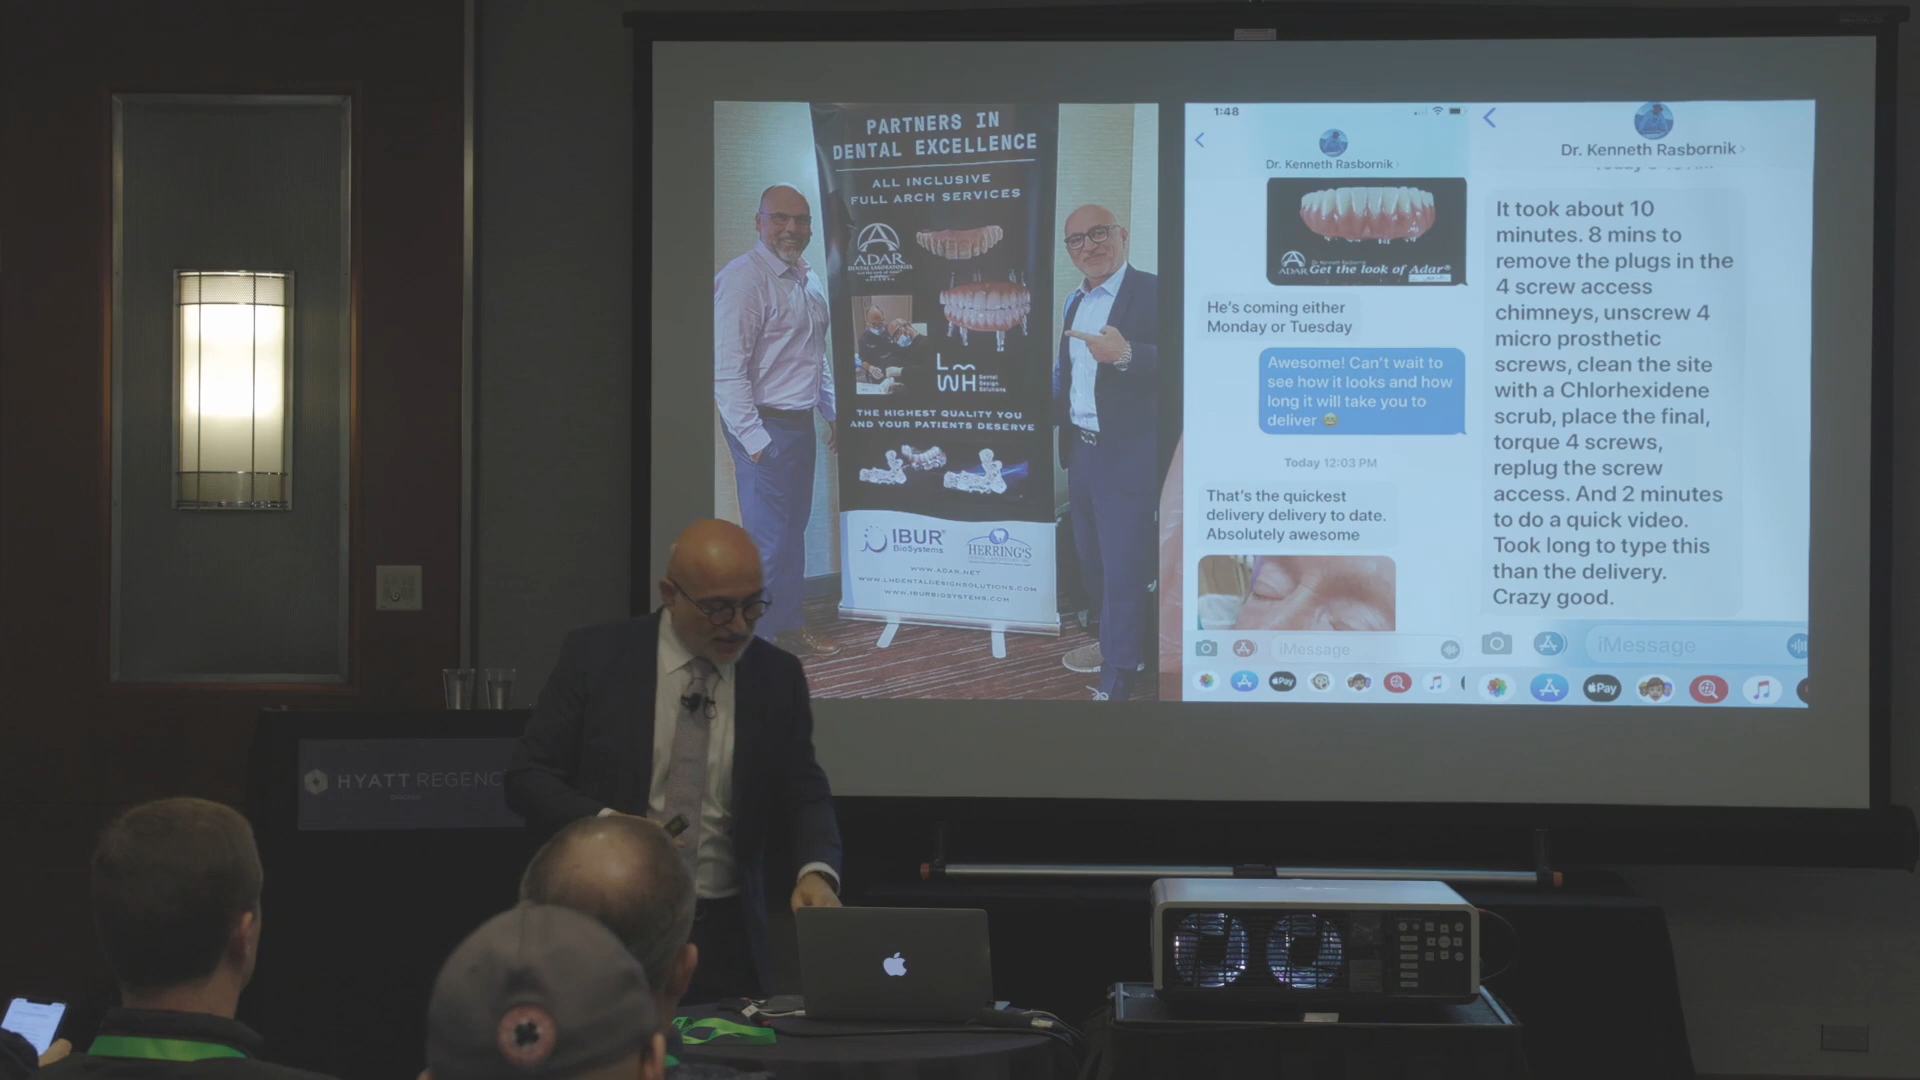 PARTNERS IN
DENTAL EXCELLENCE
ALL INCLUSIVE
FULL ARCH SERVICES
ADAR
DENTAL LABORATORIES
LWH Dental
Design
Solutions
THE HIGHEST QUALITY YOU
AND YOUR PATIENTS DESERVE
IBUR®
BioSystems
HERRING'S
WWW.ADAR.NET
WWW.LHDENTALDESIGNSOLUTIONS.COM
WWW.IBURBIOSYSTEMS.COM
1:48
Dr. Kenneth Rasbornik
ADAR Get the look of Adar®
He's coming either
Monday or Tuesday
Awesome! Can't wait to
see how it looks and how
long it will take you to
deliver 🤓
Today 12:03 PM
That's the quickest
delivery delivery to date.
Absolutely awesome
iMessage
Pay
Dr. Kenneth Rasbornik
It took about 10
minutes. 8 mins to
remove the plugs in the
4 screw access
chimneys, unscrew 4
micro prosthetic
screws, clean the site
with a Chlorhexidene
scrub, place the final,
torque 4 screws,
replug the screw
access. And 2 minutes
to do a quick video.
Took long to type this
than the delivery.
Crazy good.
iMessage
Pay
HYATT REGENC